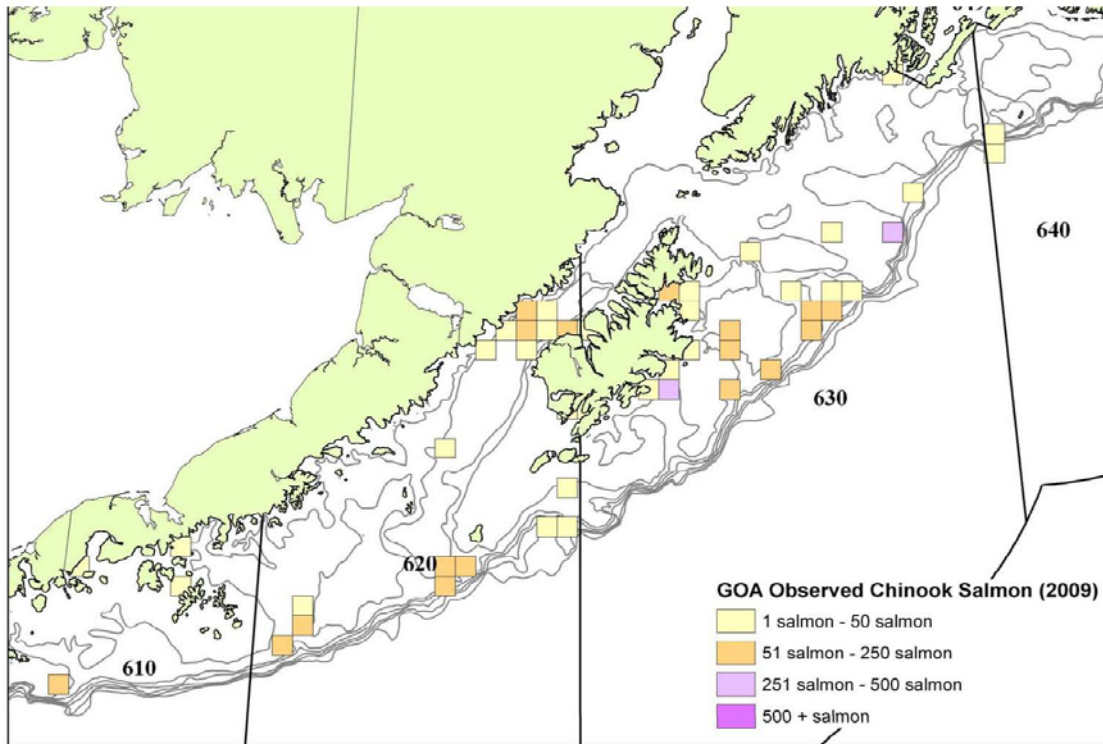 640
630
620
610
GOA Observed Chinook Salmon (2009)
1 salmon - 50 salmon
51 salmon - 250 salmon
251 salmon - 500 salmon
500 + salmon